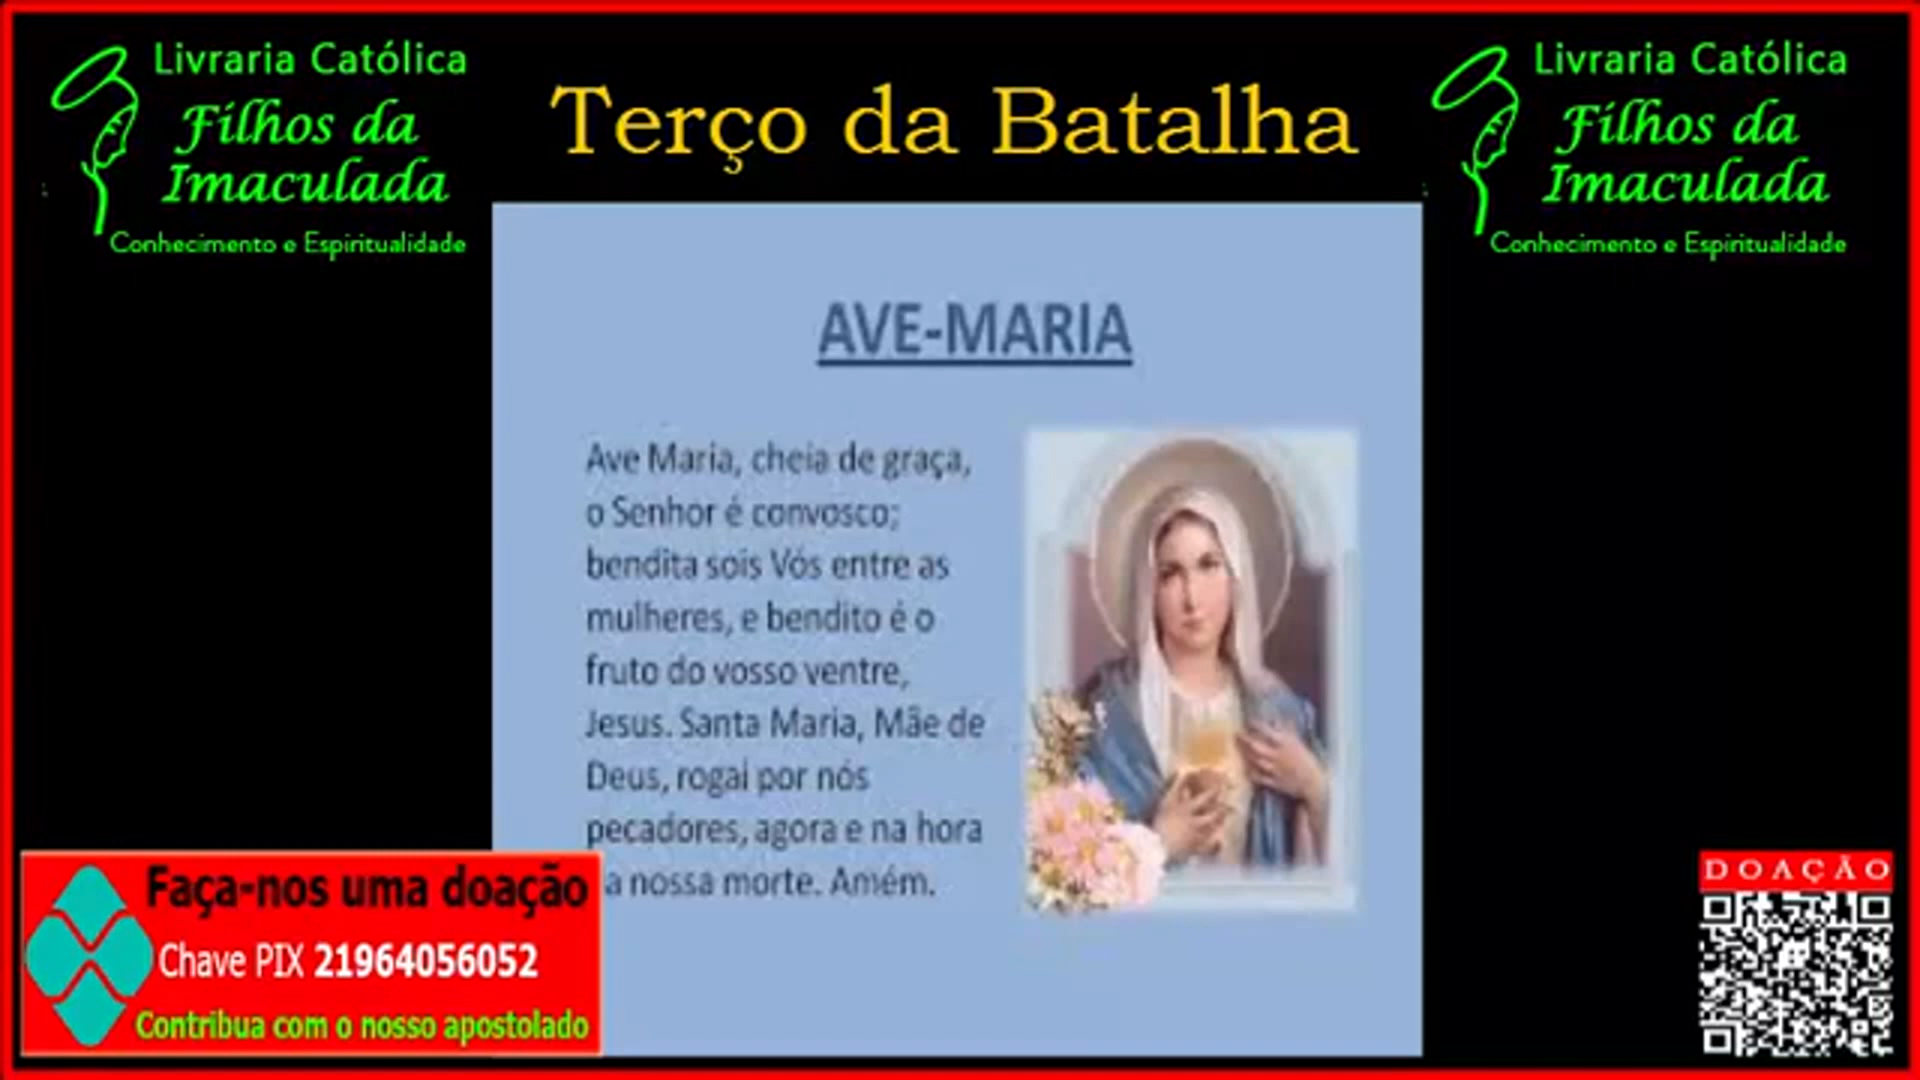 Livraria Católica
Filhos da
Imaculada
Conhecimento e Espiritualidade
Terço da Batalha
Livraria Católica
Filhos da
Imaculada
Conhecimento e Espiritualidade
AVE-MARIA
Ave Maria, cheia de graça,
o Senhor é convosco;
bendita sois Vós entre as
mulheres, e bendito é o
fruto do vosso ventre,
Jesus. Santa Maria, Mãe de
Deus, rogai por nós
pecadores, agora e na hora
a nossa morte. Amém.
Faça-nos uma doação
Chave PIX 21964056052
Contribua com o nosso apostolado
DOAÇÃO